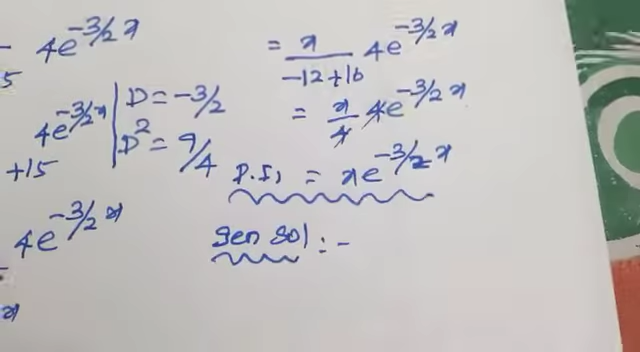 - 4e^{-3/2 x}
5
4e^{-3/2 x} | D = -3/2
D² = 9/4
+15
4e^{-3/2 x}
x
= x/(-12+16) 4e^{-3/2 x}
= x/4 4e^{-3/2 x}
P.I, = xe^{-3/2 x}
Gen Sol :-